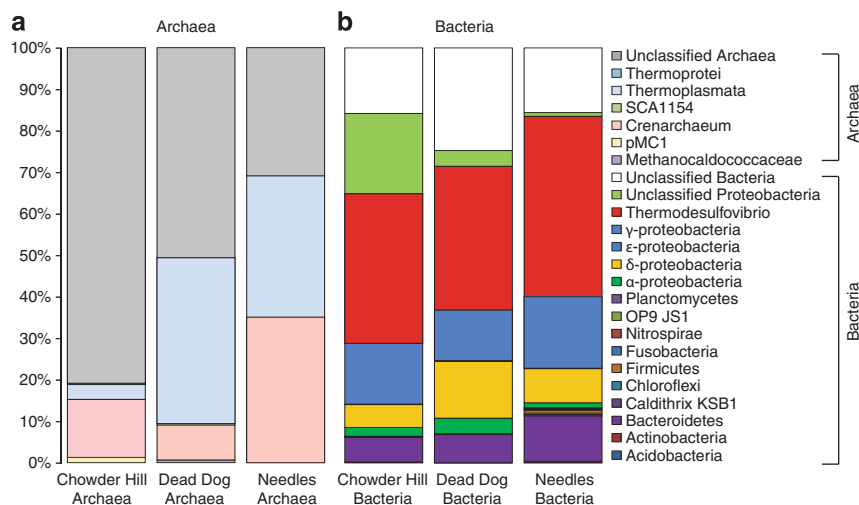 a
Archaea
b
Bacteria
100%
90%
80%
70%
60%
50%
40%
30%
20%
10%
0%
Chowder Hill
Archaea
Dead Dog
Archaea
Needles
Archaea
Chowder Hill
Bacteria
Dead Dog
Bacteria
Needles
Bacteria
Unclassified Archaea
Thermoprotei
Thermoplasmata
SCA1154
Crenarchaeum
pMC1
Methanocaldococcaceae
Unclassified Bacteria
Unclassified Proteobacteria
Thermodesulfovibrio
γ-proteobacteria
ε-proteobacteria
δ-proteobacteria
α-proteobacteria
Planctomycetes
OP9 JS1
Nitrospirae
Fusobacteria
Firmicutes
Chloroflexi
Caldithrix KSB1
Bacteroidetes
Actinobacteria
Acidobacteria
Archaea
Bacteria